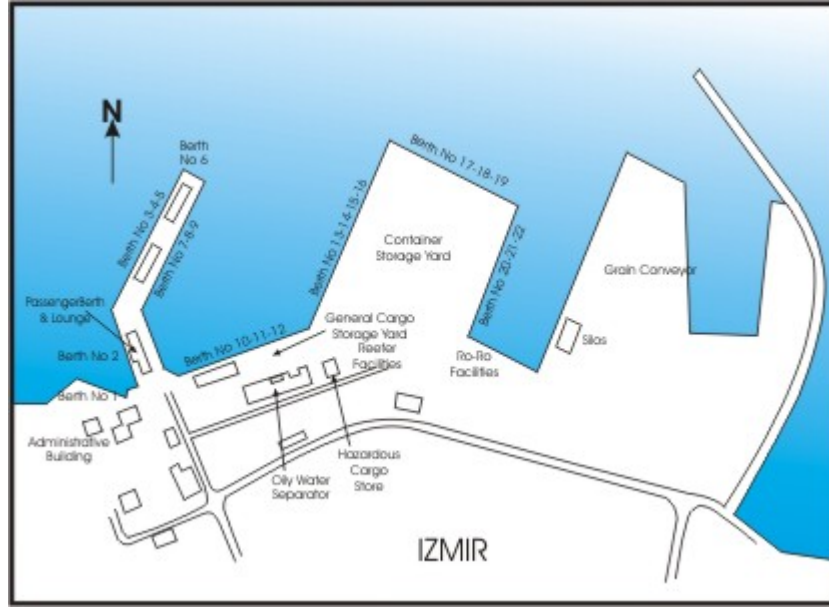 N
Berth
No 6
Berth No 3-4-5
Berth No 7-8-9
Berth No 13-14-15-16
Berth No 17-18-19
Berth No 20-21-22
Container
Storage Yard
Grain Conveyor
PassengerBerth
& Lounge
General Cargo
Storage Yard
Reefer
Facilities
Berth No 10-11-12
Berth No 2
Ro-Ro
Facilities
Silos
Berth No 1
Administrative
Building
Oily Water
Separator
Hazardous
Cargo
Store
IZMIR